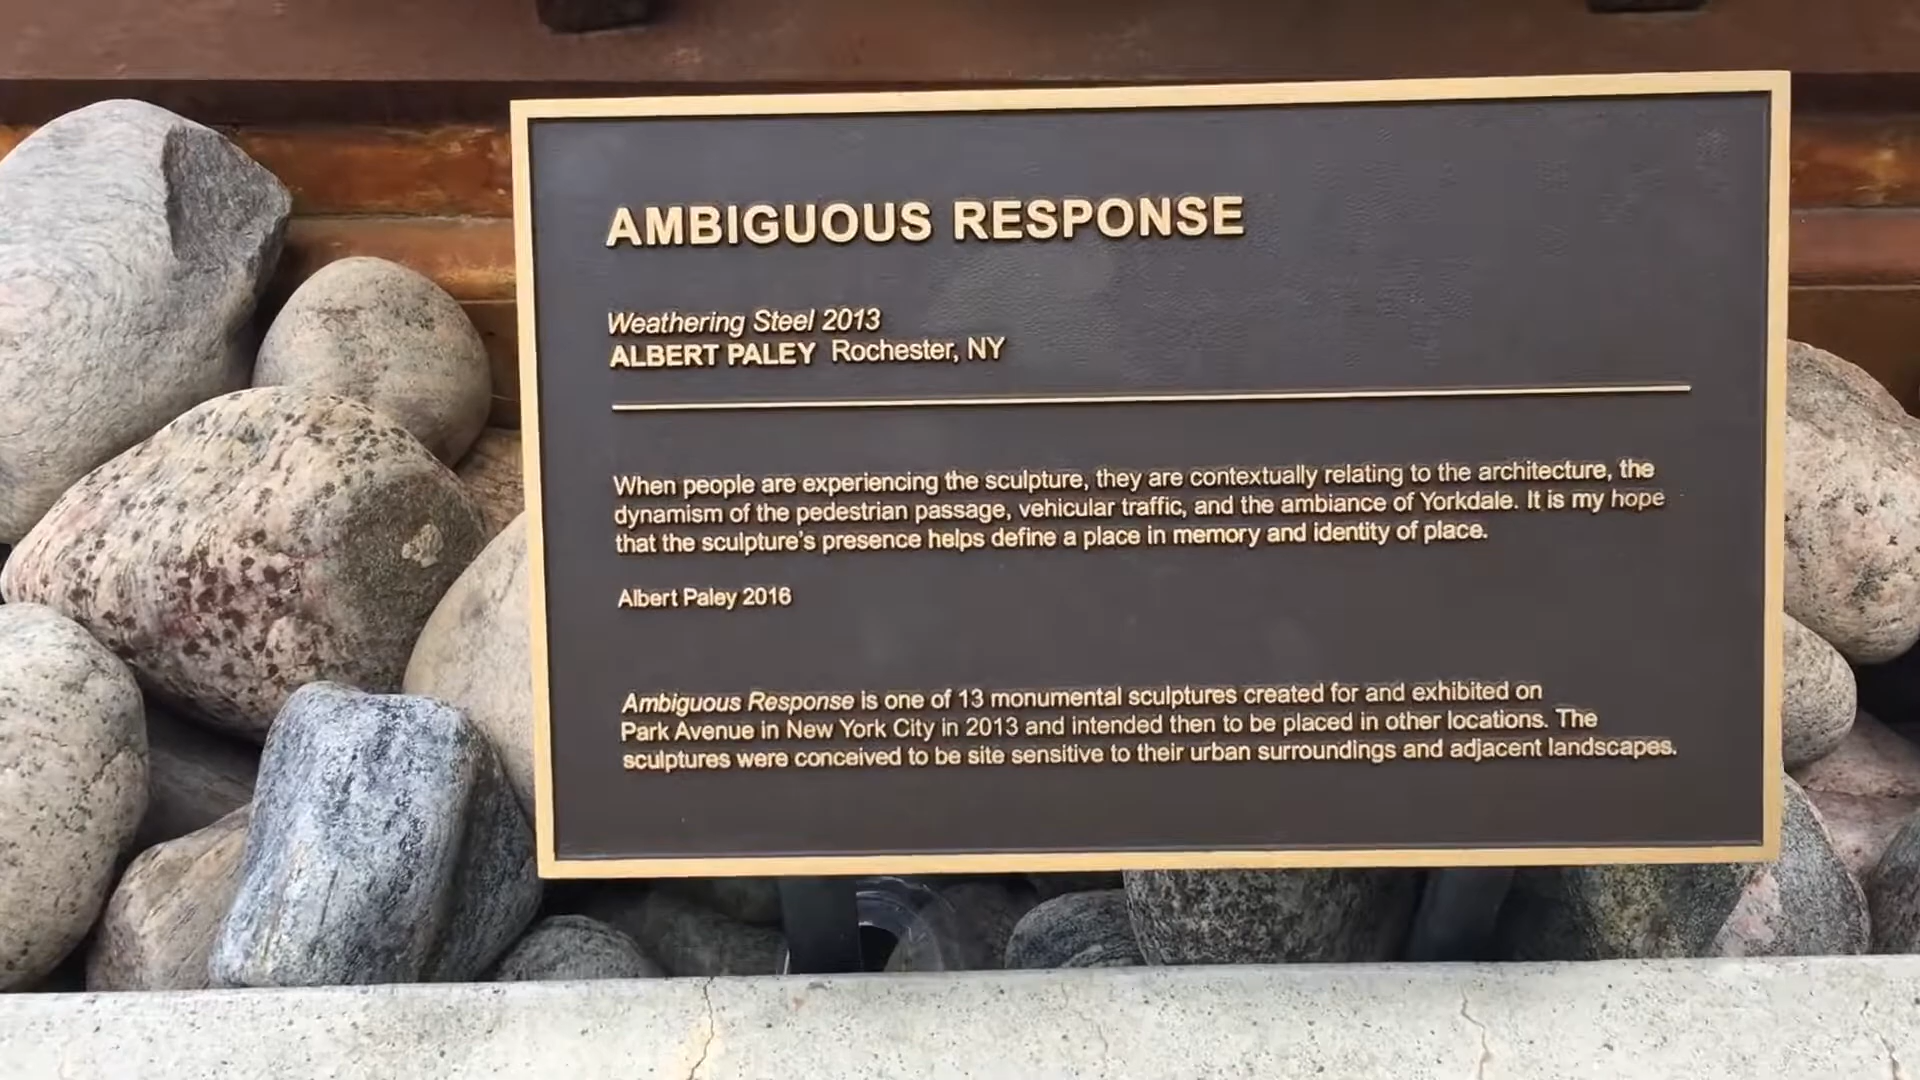 AMBIGUOUS RESPONSE
Weathering Steel 2013
ALBERT PALEY Rochester, NY
When people are experiencing the sculpture, they are contextually relating to the architecture, the
dynamism of the pedestrian passage, vehicular traffic, and the ambiance of Yorkdale. It is my hope
that the sculpture's presence helps define a place in memory and identity of place.
Albert Paley 2016
Ambiguous Response is one of 13 monumental sculptures created for and exhibited on
Park Avenue in New York City in 2013 and intended then to be placed in other locations. The
sculptures were conceived to be site sensitive to their urban surroundings and adjacent landscapes.